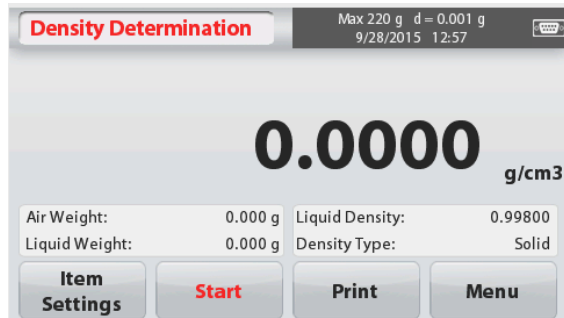 Density Determination
Max 220 g d = 0.001 g
9/28/2015 12:57
0.0000
g/cm3
Air Weight: 0.000 g Liquid Density: 0.99800
Liquid Weight: 0.000 g Density Type: Solid
Item
Settings
Start
Print
Menu